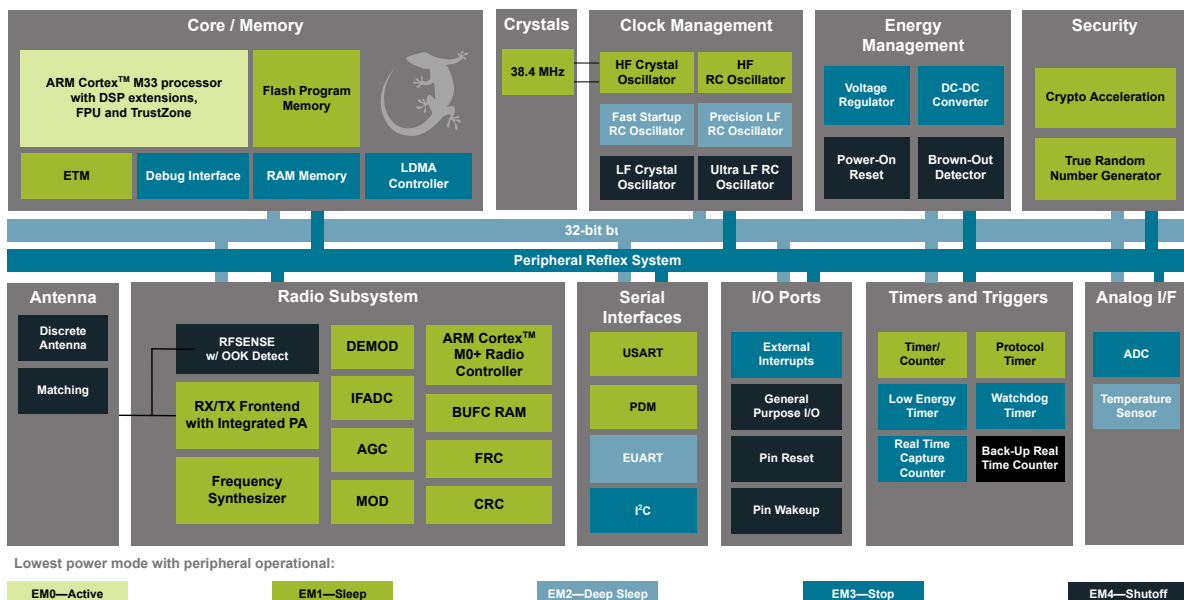 Core / Memory
ARM Cortex™ M33 processor
with DSP extensions,
FPU and TrustZone
Flash Program
Memory
ETM
Debug Interface
RAM Memory
LDMA
Controller
Crystals
38.4 MHz
Clock Management
HF Crystal
Oscillator
HF
RC Oscillator
Fast Startup
RC Oscillator
Precision LF
RC Oscillator
LF Crystal
Oscillator
Ultra LF RC
Oscillator
Energy
Management
Voltage
Regulator
DC-DC
Converter
Power-On
Reset
Brown-Out
Detector
Security
Crypto Acceleration
True Random
Number Generator
32-bit bu
Peripheral Reflex System
Antenna
Discrete
Antenna
Matching
Radio Subsystem
RFSENSE
w/ OOK Detect
RX/TX Frontend
with Integrated PA
Frequency
Synthesizer
DEMOD
IFADC
AGC
MOD
ARM Cortex™
M0+ Radio
Controller
BUFC RAM
FRC
CRC
Serial
Interfaces
USART
PDM
EUART
I²C
I/O Ports
External
Interrupts
General
Purpose I/O
Pin Reset
Pin Wakeup
Timers and Triggers
Timer/
Counter
Protocol
Timer
Low Energy
Timer
Watchdog
Timer
Real Time
Capture
Counter
Back-Up Real
Time Counter
Analog I/F
ADC
Temperature
Sensor
Lowest power mode with peripheral operational:
EM0—Active
EM1—Sleep
EM2—Deep Sleep
EM3—Stop
EM4—Shutoff